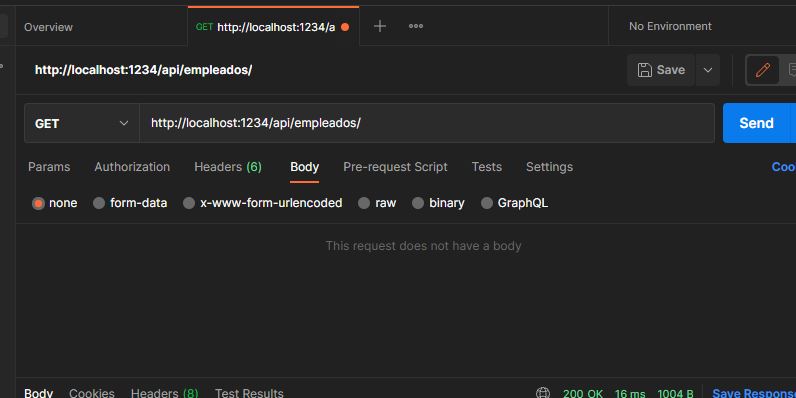 Overview GET http://localhost:1234/a No Environment
http://localhost:1234/api/empleados/ Save
GET http://localhost:1234/api/empleados/ Send
Params Authorization Headers (6) Body Pre-request Script Tests Settings Coo
none form-data x-www-form-urlencoded raw binary GraphQL
This request does not have a body
Body Cookies Headers (8) Test Results 200 OK 16 ms 1004 B Save Response